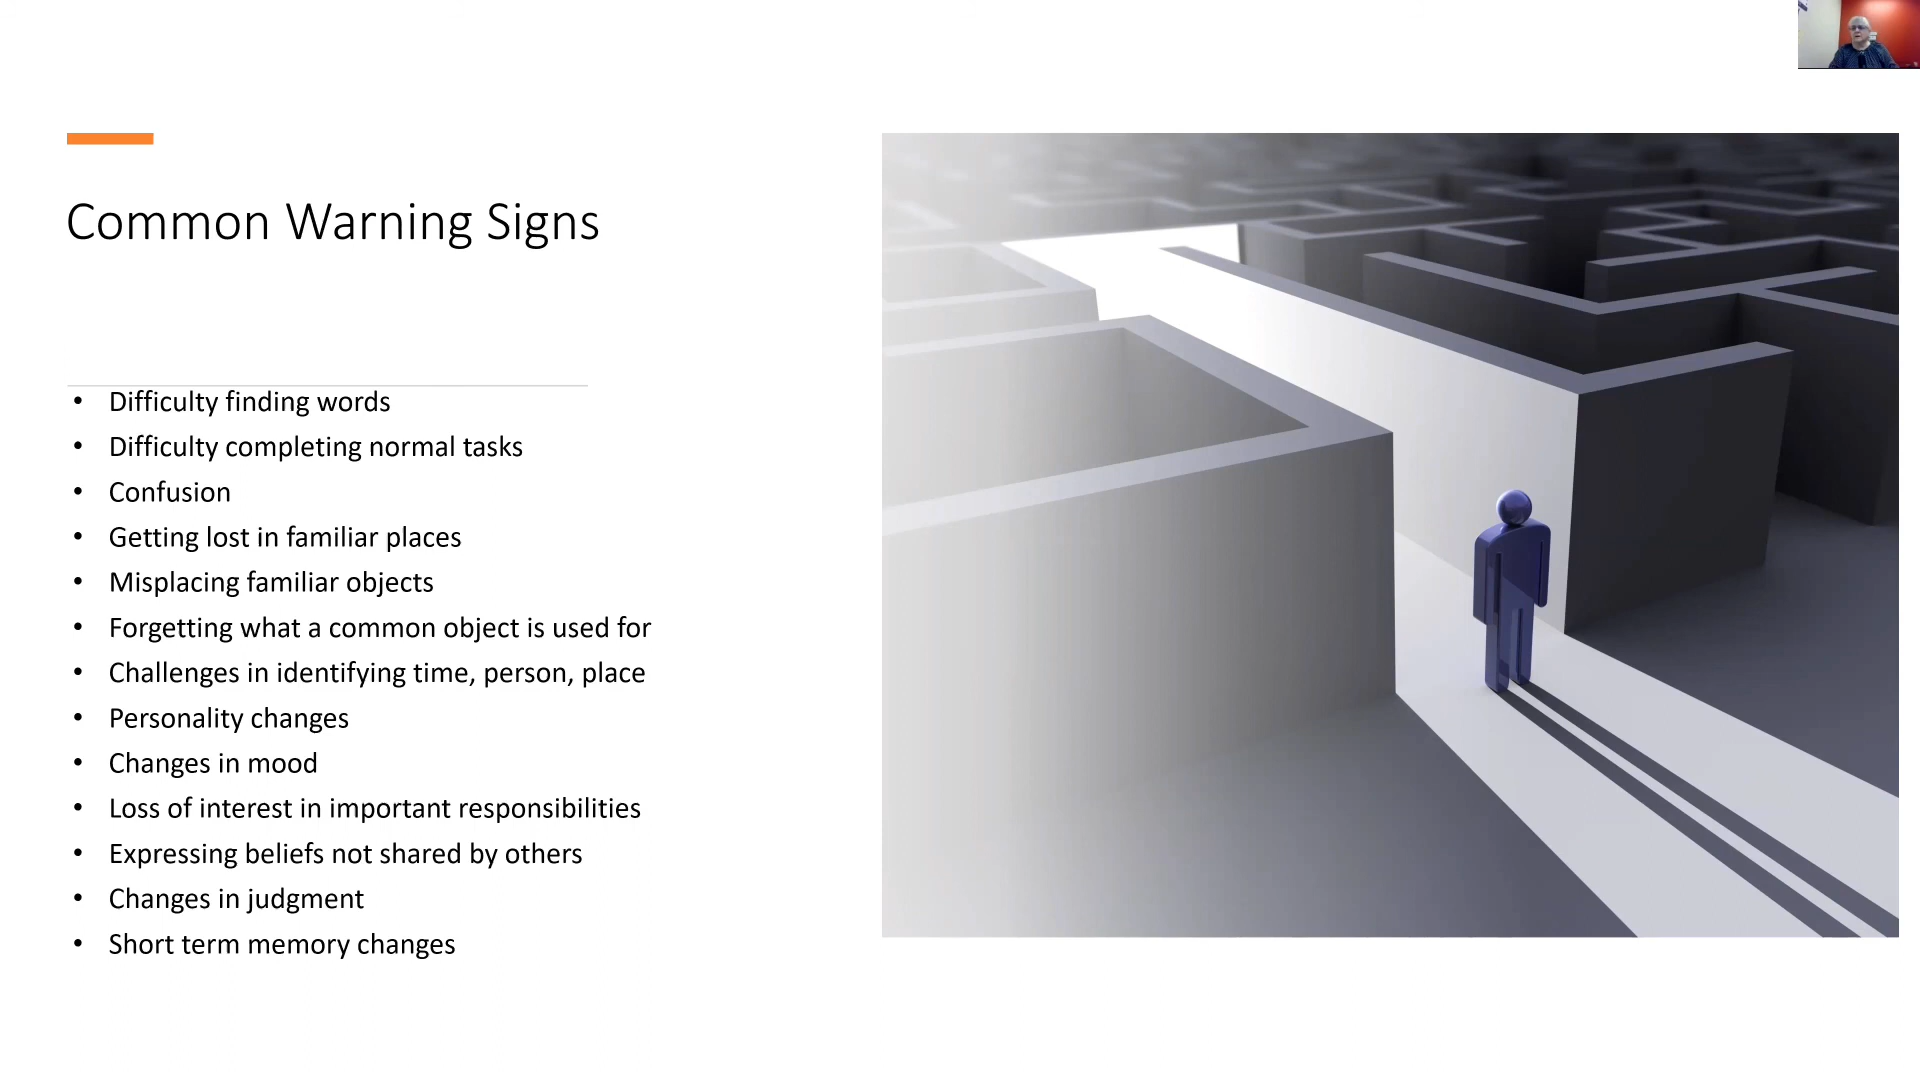 Common Warning Signs
• Difficulty finding words
• Difficulty completing normal tasks
• Confusion
• Getting lost in familiar places
• Misplacing familiar objects
• Forgetting what a common object is used for
• Challenges in identifying time, person, place
• Personality changes
• Changes in mood
• Loss of interest in important responsibilities
• Expressing beliefs not shared by others
• Changes in judgment
• Short term memory changes